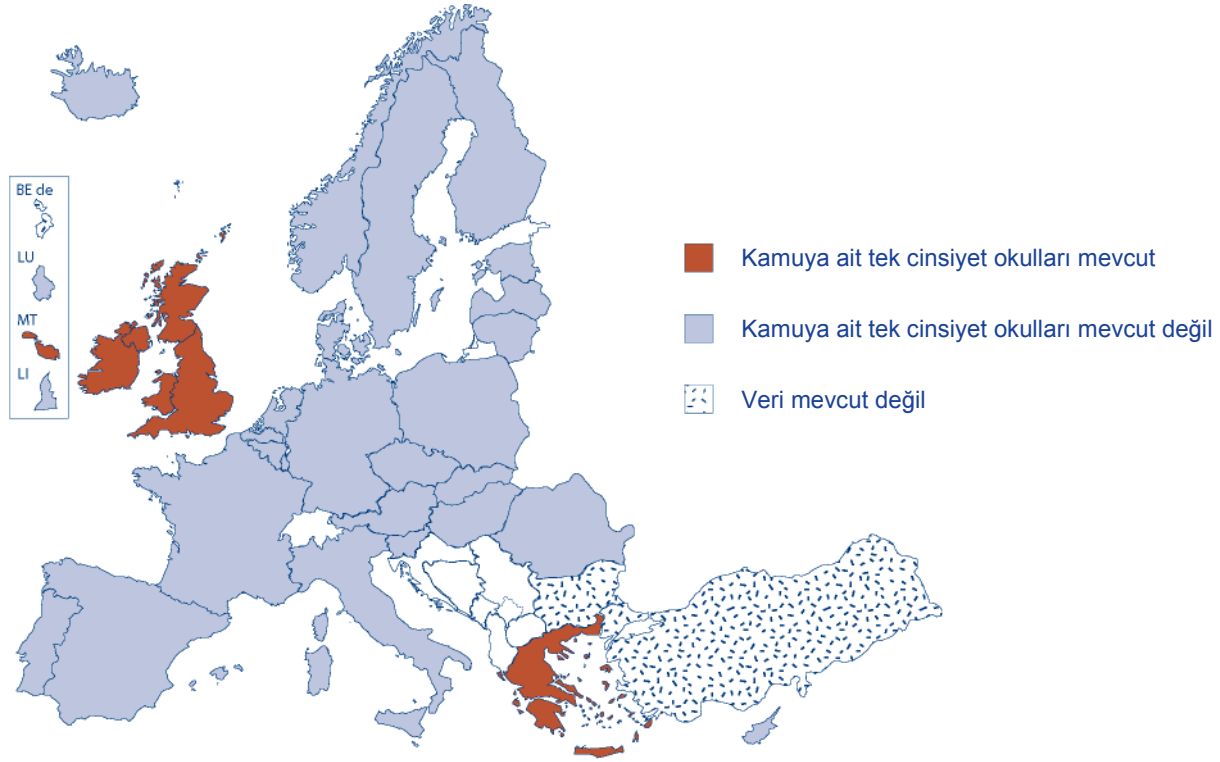 BE de
LU
MT
LI
Kamuya ait tek cinsiyet okulları mevcut
Kamuya ait tek cinsiyet okulları mevcut değil
Veri mevcut değil